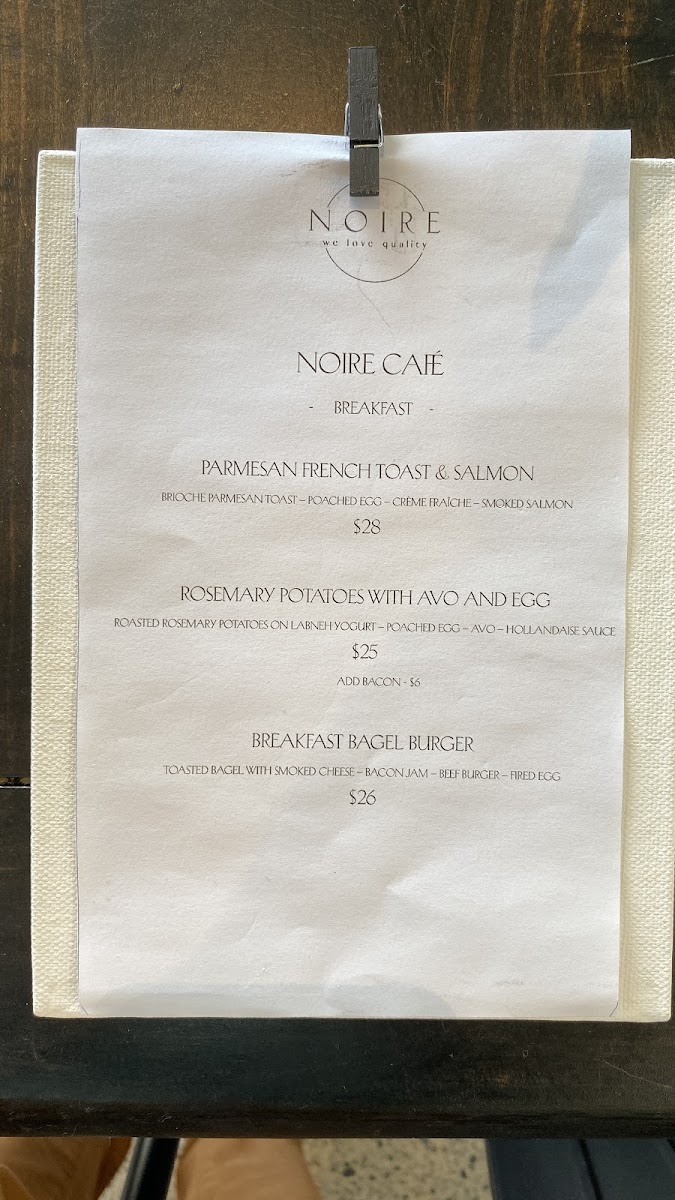 NOIRE
we love quality
NOIRE CAFÉ
- BREAKFAST -
PARMESAN FRENCH TOAST & SALMON
BRIOCHE PARMESAN TOAST – POACHED EGG – CRÈME FRAÎCHE – SMOKED SALMON
$28
ROSEMARY POTATOES WITH AVO AND EGG
ROASTED ROSEMARY POTATOES ON LABNEH YOGURT – POACHED EGG – AVO – HOLLANDAISE SAUCE
$25
ADD BACON - $6
BREAKFAST BAGEL BURGER
TOASTED BAGEL WITH SMOKED CHEESE – BACON JAM – BEEF BURGER – FIRED EGG
$26